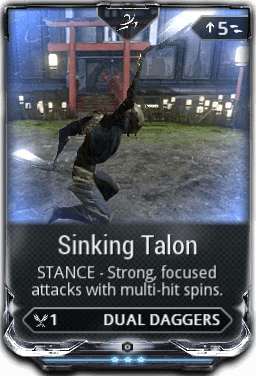 5
Sinking Talon
STANCE - Strong, focused
attacks with multi-hit spins.
1 DUAL DAGGERS